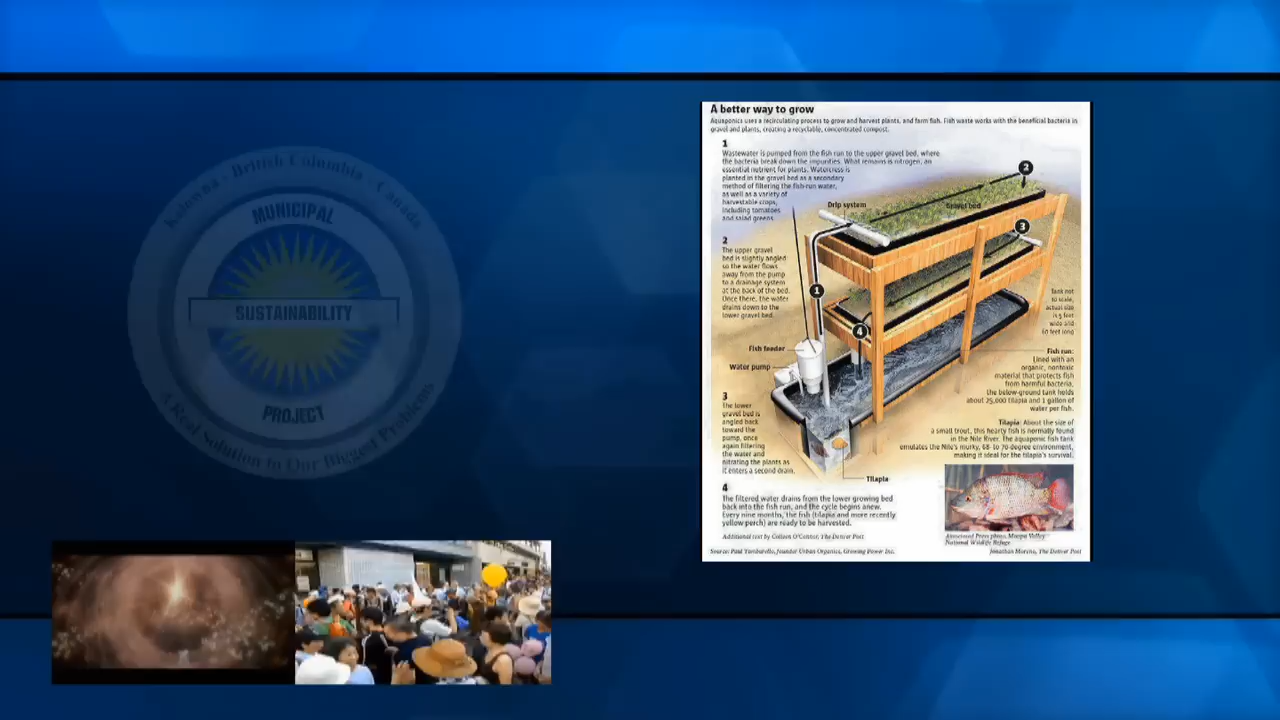 Kelowna - British Columbia - Canada
MUNICIPAL
SUSTAINABILITY
PROJECT
A Real Solution to Our Biggest Problems
A better way to grow
Aquaponics uses a recirculating process to grow and harvest plants, and farm fish. Fish waste works with the beneficial bacteria in
gravel and plants, creating a recyclable, concentrated compost.
1
Wastewater is pumped from the fish run to the upper gravel bed, where
the bacteria break down the impurities. What remains is nitrogen, an
essential nutrient for plants. Watercress is
planted in the gravel bed as a secondary
method of filtering the fish-run water,
as well as a variety of
harvestable crops,
including tomatoes
and salad greens.
2
The upper gravel
bed is slightly angled
so the water flows
away from the pump
to a drainage system
at the back of the bed.
Once there, the water
drains down to the
lower gravel bed.
Drip system
Gravel bed
2
3
1
4
Fish feeder
Water pump
Tank not
to scale,
actual size
is 5 feet
wide and
60 feet long
Fish run:
Lined with an
organic, nontoxic
material that protects fish
from harmful bacteria,
the below-ground tank holds
about 25,000 tilapia and 1 gallon of
water per fish.
3
The lower
gravel bed is
angled back
toward the
pump, once
again filtering
the water and
nitrating the plants as
it enters a second drain.
Tilapia: About the size of
a small trout, this hearty fish is normally found
in the Nile River. The aquaponic fish tank
emulates the Nile's murky, 68- to 70-degree environment,
making it ideal for the tilapia's survival.
Tilapia
4
The filtered water drains from the lower growing bed
back into the fish run, and the cycle begins anew.
Every nine months, the fish (tilapia and more recently
yellow perch) are ready to be harvested.
Additional text by Colleen O'Connor, The Denver Post
Associated Press photo, Moapa Valley
National Wildlife Refuge
Source: Paul Tamburello, founder Urban Organics, Growing Power Inc.
Jonathan Moreno, The Denver Post